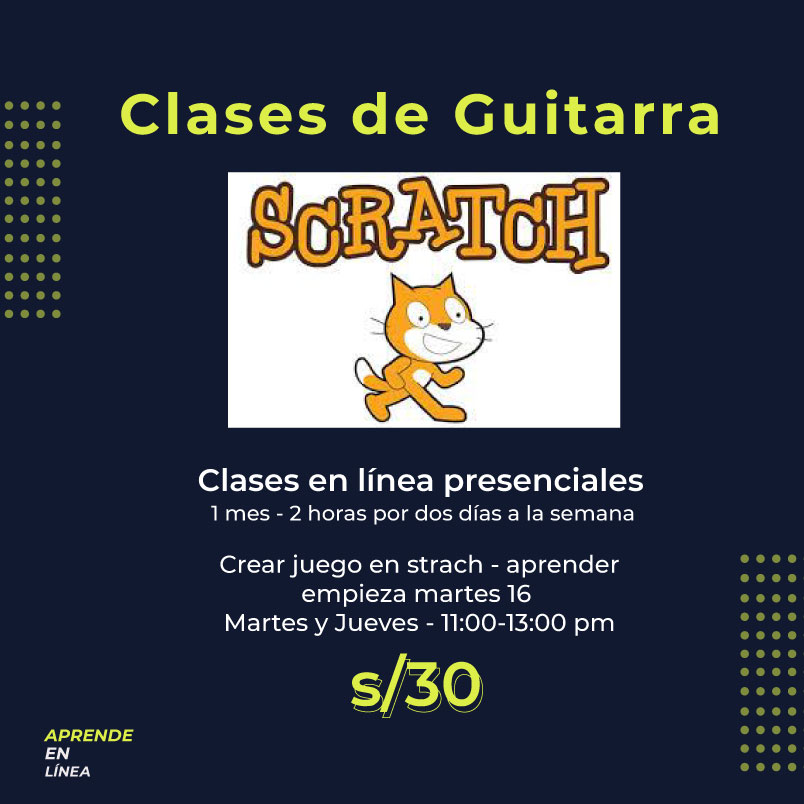 Clases de Guitarra
SCRATCH
Clases en línea presenciales
1 mes - 2 horas por dos días a la semana
Crear juego en strach - aprender
empieza martes 16
Martes y Jueves - 11:00-13:00 pm
s/30
APRENDE
EN
LÍNEA